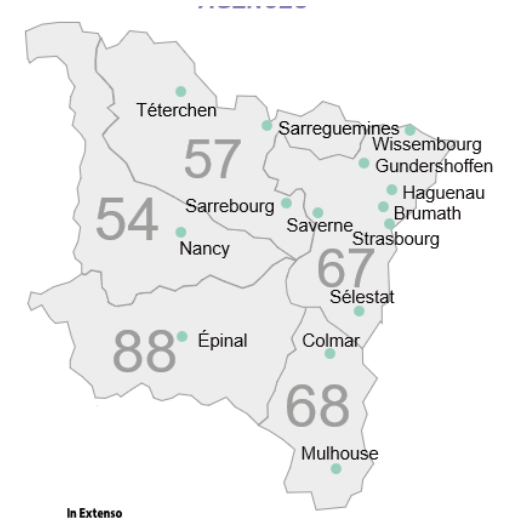 Téterchen
Sarreguemines
Wissembourg
57
Gundershoffen
Haguenau
Sarrebourg
Brumath
54
Saverne
Strasbourg
Nancy
67
Sélestat
88
Épinal
Colmar
68
Mulhouse
In Extenso